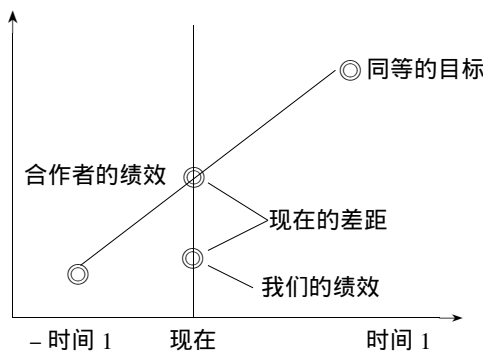 同等的目标
合作者的绩效
现在的差距
我们的绩效
– 时间 1
现在
时间 1